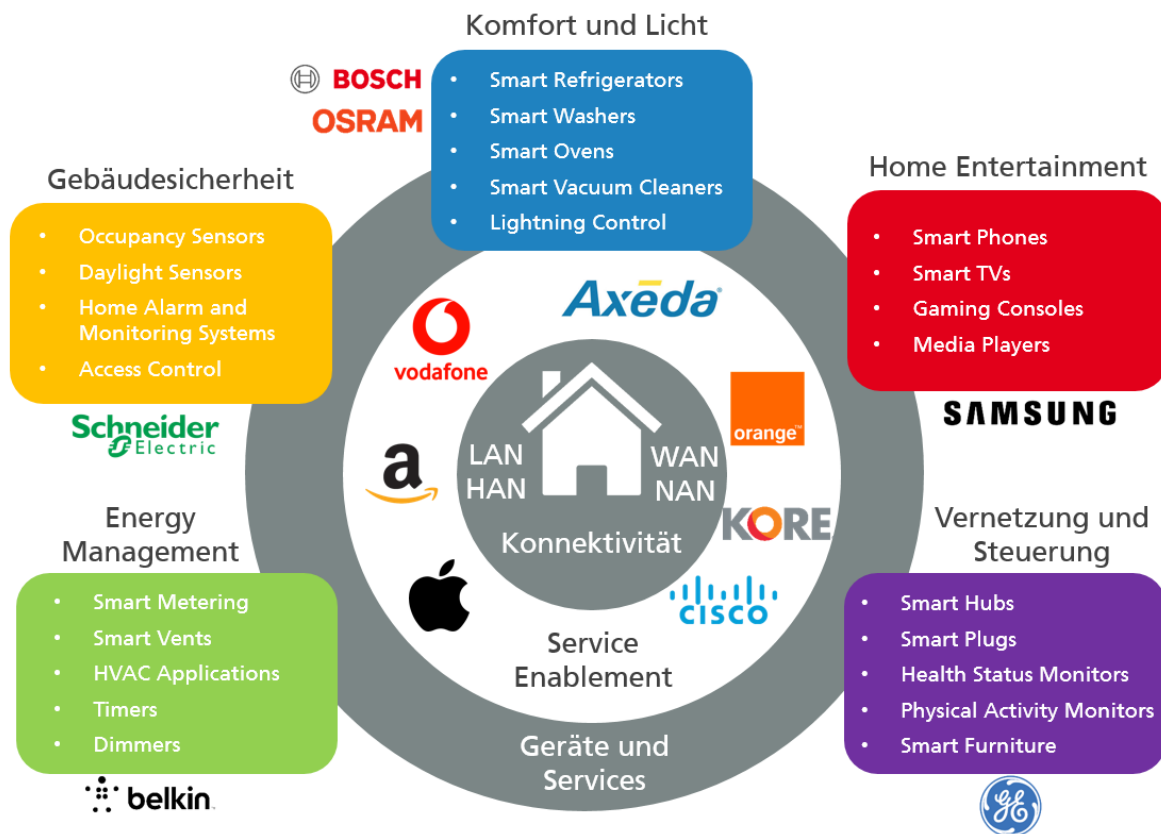 Komfort und Licht
BOSCH
OSRAM
Smart Refrigerators
Smart Washers
Smart Ovens
Smart Vacuum Cleaners
Lightning Control
Gebäudesicherheit
Occupancy Sensors
Daylight Sensors
Home Alarm and
Monitoring Systems
Access Control
Schneider
Electric
Home Entertainment
Smart Phones
Smart TVs
Gaming Consoles
Media Players
SAMSUNG
vodafone
Axēda
orange™
a
KORE
CISCO
LAN
HAN
WAN
NAN
Konnektivität
Service
Enablement
Geräte und
Services
Energy
Management
Smart Metering
Smart Vents
HVAC Applications
Timers
Dimmers
belkin
Vernetzung und
Steuerung
Smart Hubs
Smart Plugs
Health Status Monitors
Physical Activity Monitors
Smart Furniture
GE